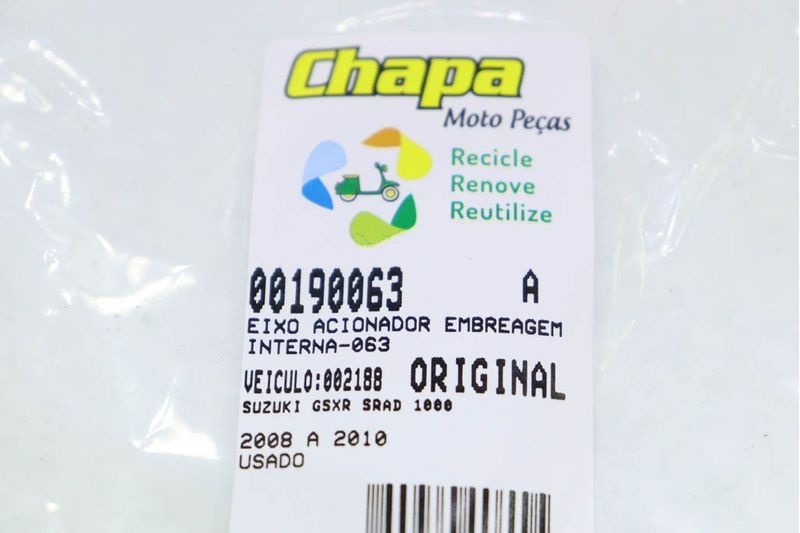 Chapa
Moto Peças
Recicle
Renove
Reutilize
00190063 A
EIXO ACIONADOR EMBREAGEM
INTERNA-063
VEICULO:002188 ORIGINAL
SUZUKI GSXR SRAD 1000
2008 A 2010
USADO